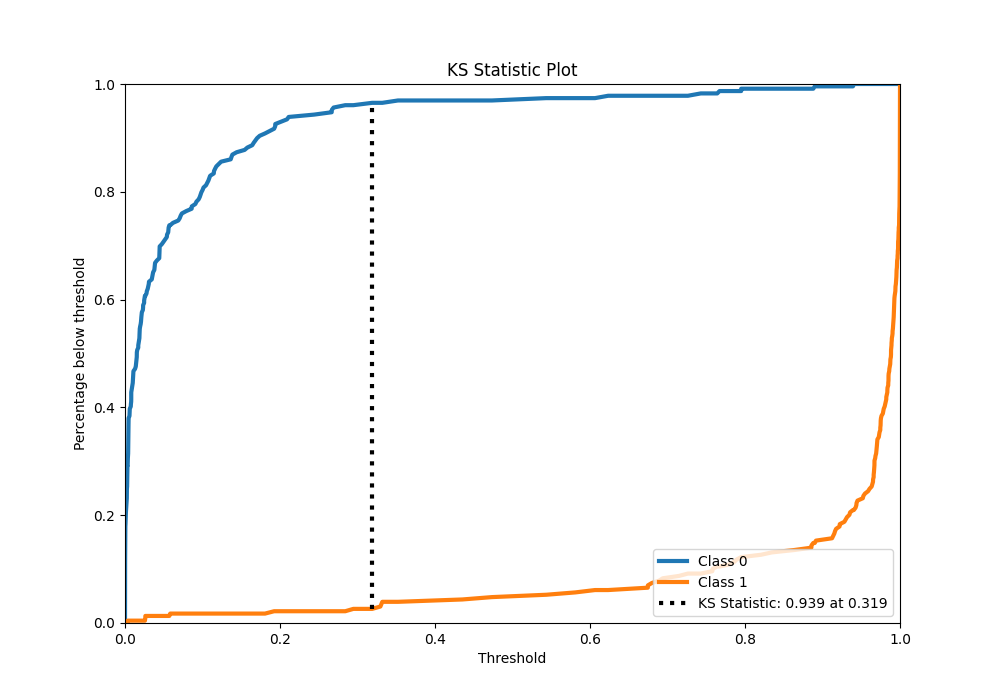 KS Statistic Plot
1.0
0.8
0.6
0.4
0.2
0.0
Percentage below threshold
0.0 0.2 0.4 0.6 0.8 1.0
Threshold
Class 0
Class 1
KS Statistic: 0.939 at 0.319